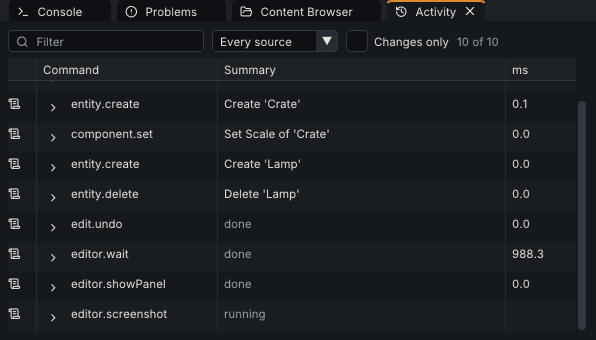 Console Problems Content Browser Activity
Filter Every source Changes only 10 of 10
Command Summary ms
entity.create Create 'Crate' 0.1
component.set Set Scale of 'Crate' 0.0
entity.create Create 'Lamp' 0.0
entity.delete Delete 'Lamp' 0.0
edit.undo done 0.0
editor.wait done 988.3
editor.showPanel done 0.0
editor.screenshot running